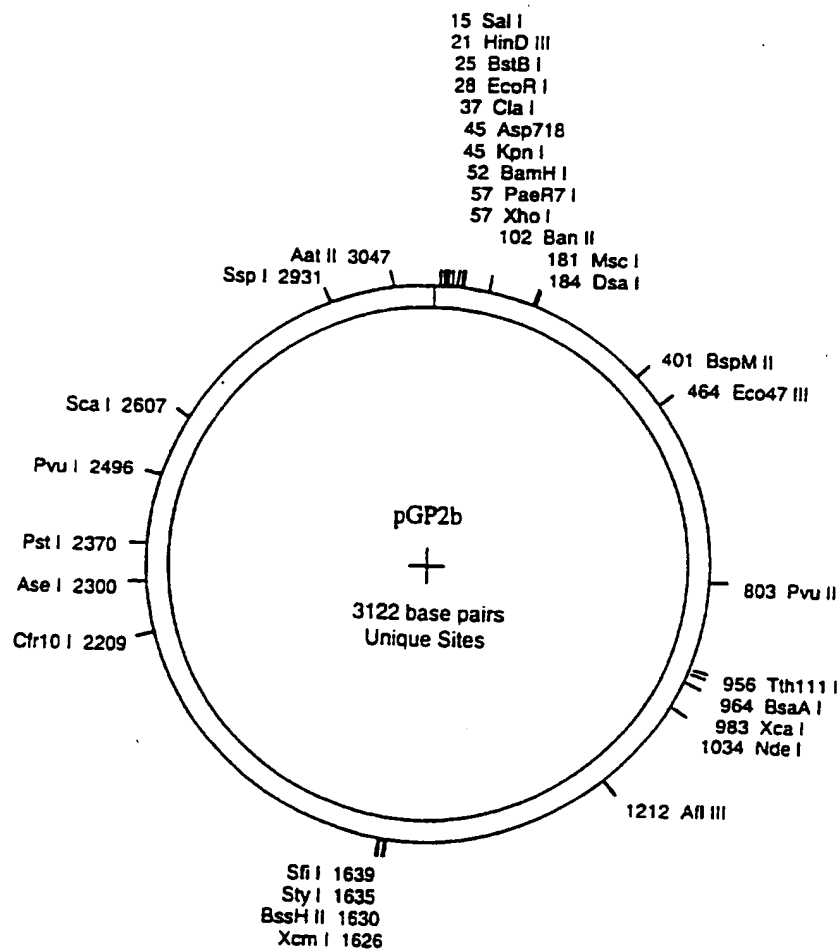 15 Sal I
21 HinD III
25 BstB I
28 EcoR I
37 Cla I
45 Asp718
45 Kpn I
52 BamH I
57 PaeR7 I
57 Xho I
102 Ban II
181 Msc I
184 Dsa I
Aat II 3047
Ssp I 2931
401 BspM II
464 Eco47 III
Sca I 2607
Pvu I 2496
Pst I 2370
Ase I 2300
Cfr10 I 2209
pGP2b
3122 base pairs
Unique Sites
803 Pvu II
956 Tth111 I
964 BsaA I
983 Xca I
1034 Nde I
1212 Afl III
Sfi I 1639
Sty I 1635
BssH II 1630
Xcm I 1626